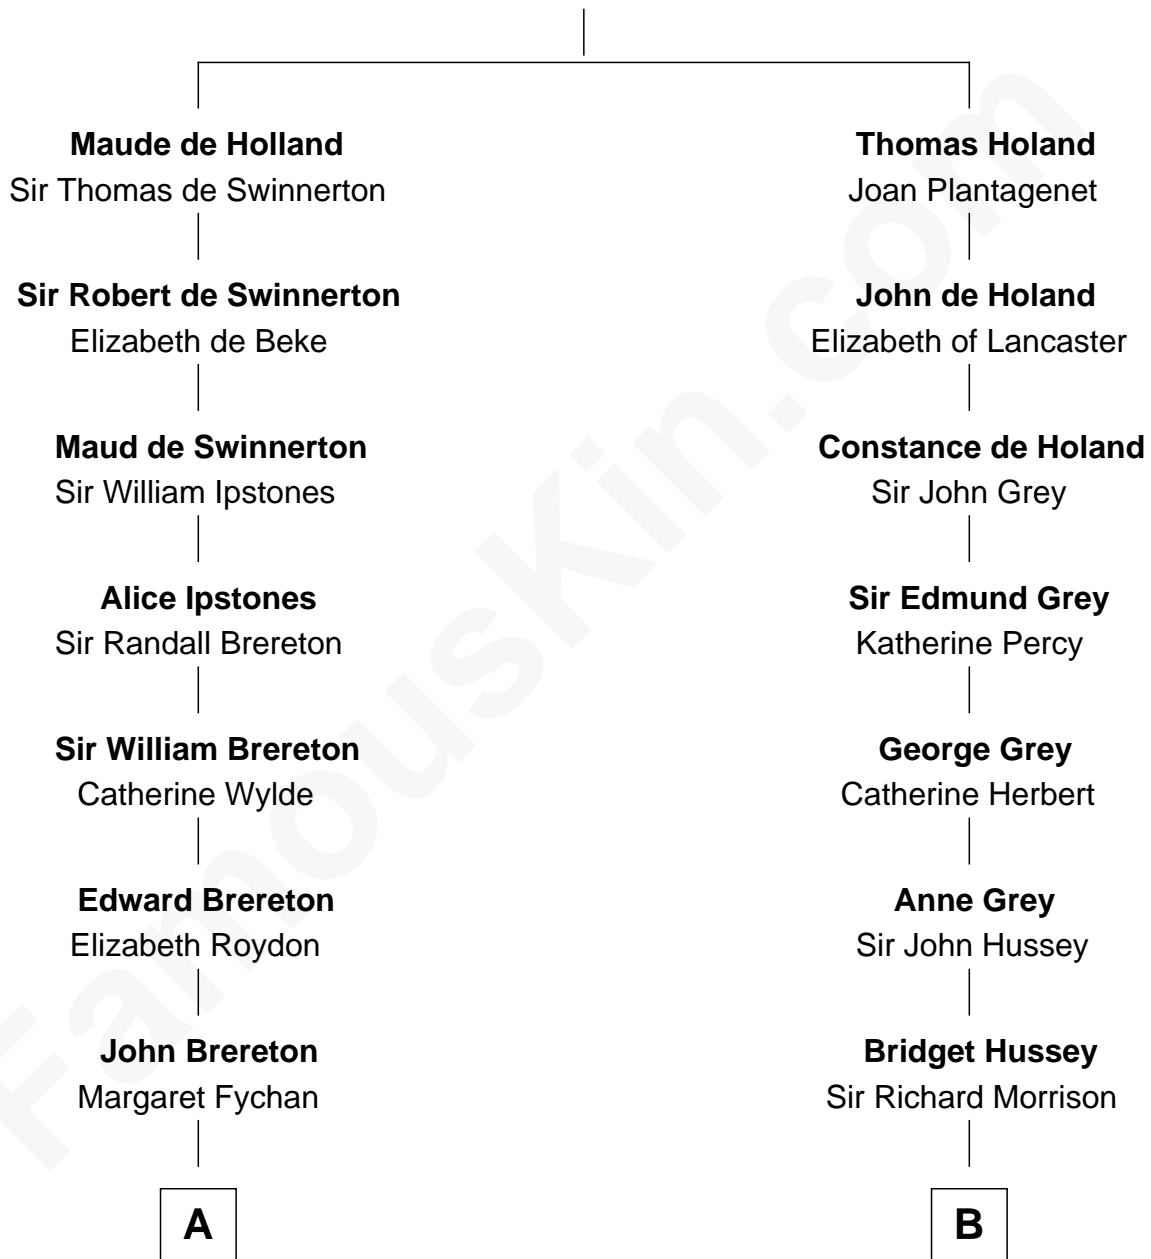 Maude de Holland
Sir Thomas de Swinnerton
Thomas Holand
Joan Plantagenet
Sir Robert de Swinnerton
Elizabeth de Beke
John de Holand
Elizabeth of Lancaster
Maud de Swinnerton
Sir William Ipstones
Constance de Holand
Sir John Grey
Alice Ipstones
Sir Randall Brereton
Sir Edmund Grey
Katherine Percy
Sir William Brereton
Catherine Wylde
George Grey
Catherine Herbert
Edward Brereton
Elizabeth Roydon
Anne Grey
Sir John Hussey
John Brereton
Margaret Fychan
Bridget Hussey
Sir Richard Morrison
A
B
FamousKin.com